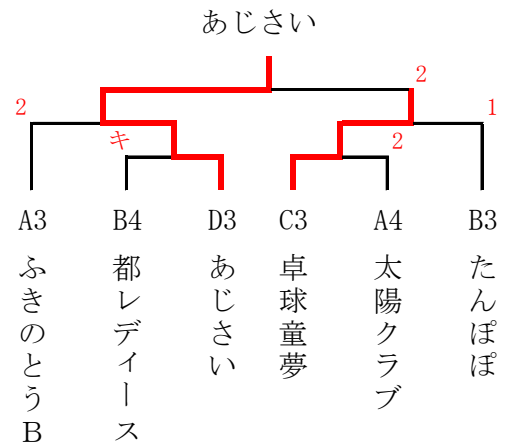 あじさい
2
2
1
キ
2
A3
B4
D3
C3
A4
B3
ふきのとうB
都レディース
あじさい
卓球童夢
太陽クラブ
たんぽぽ